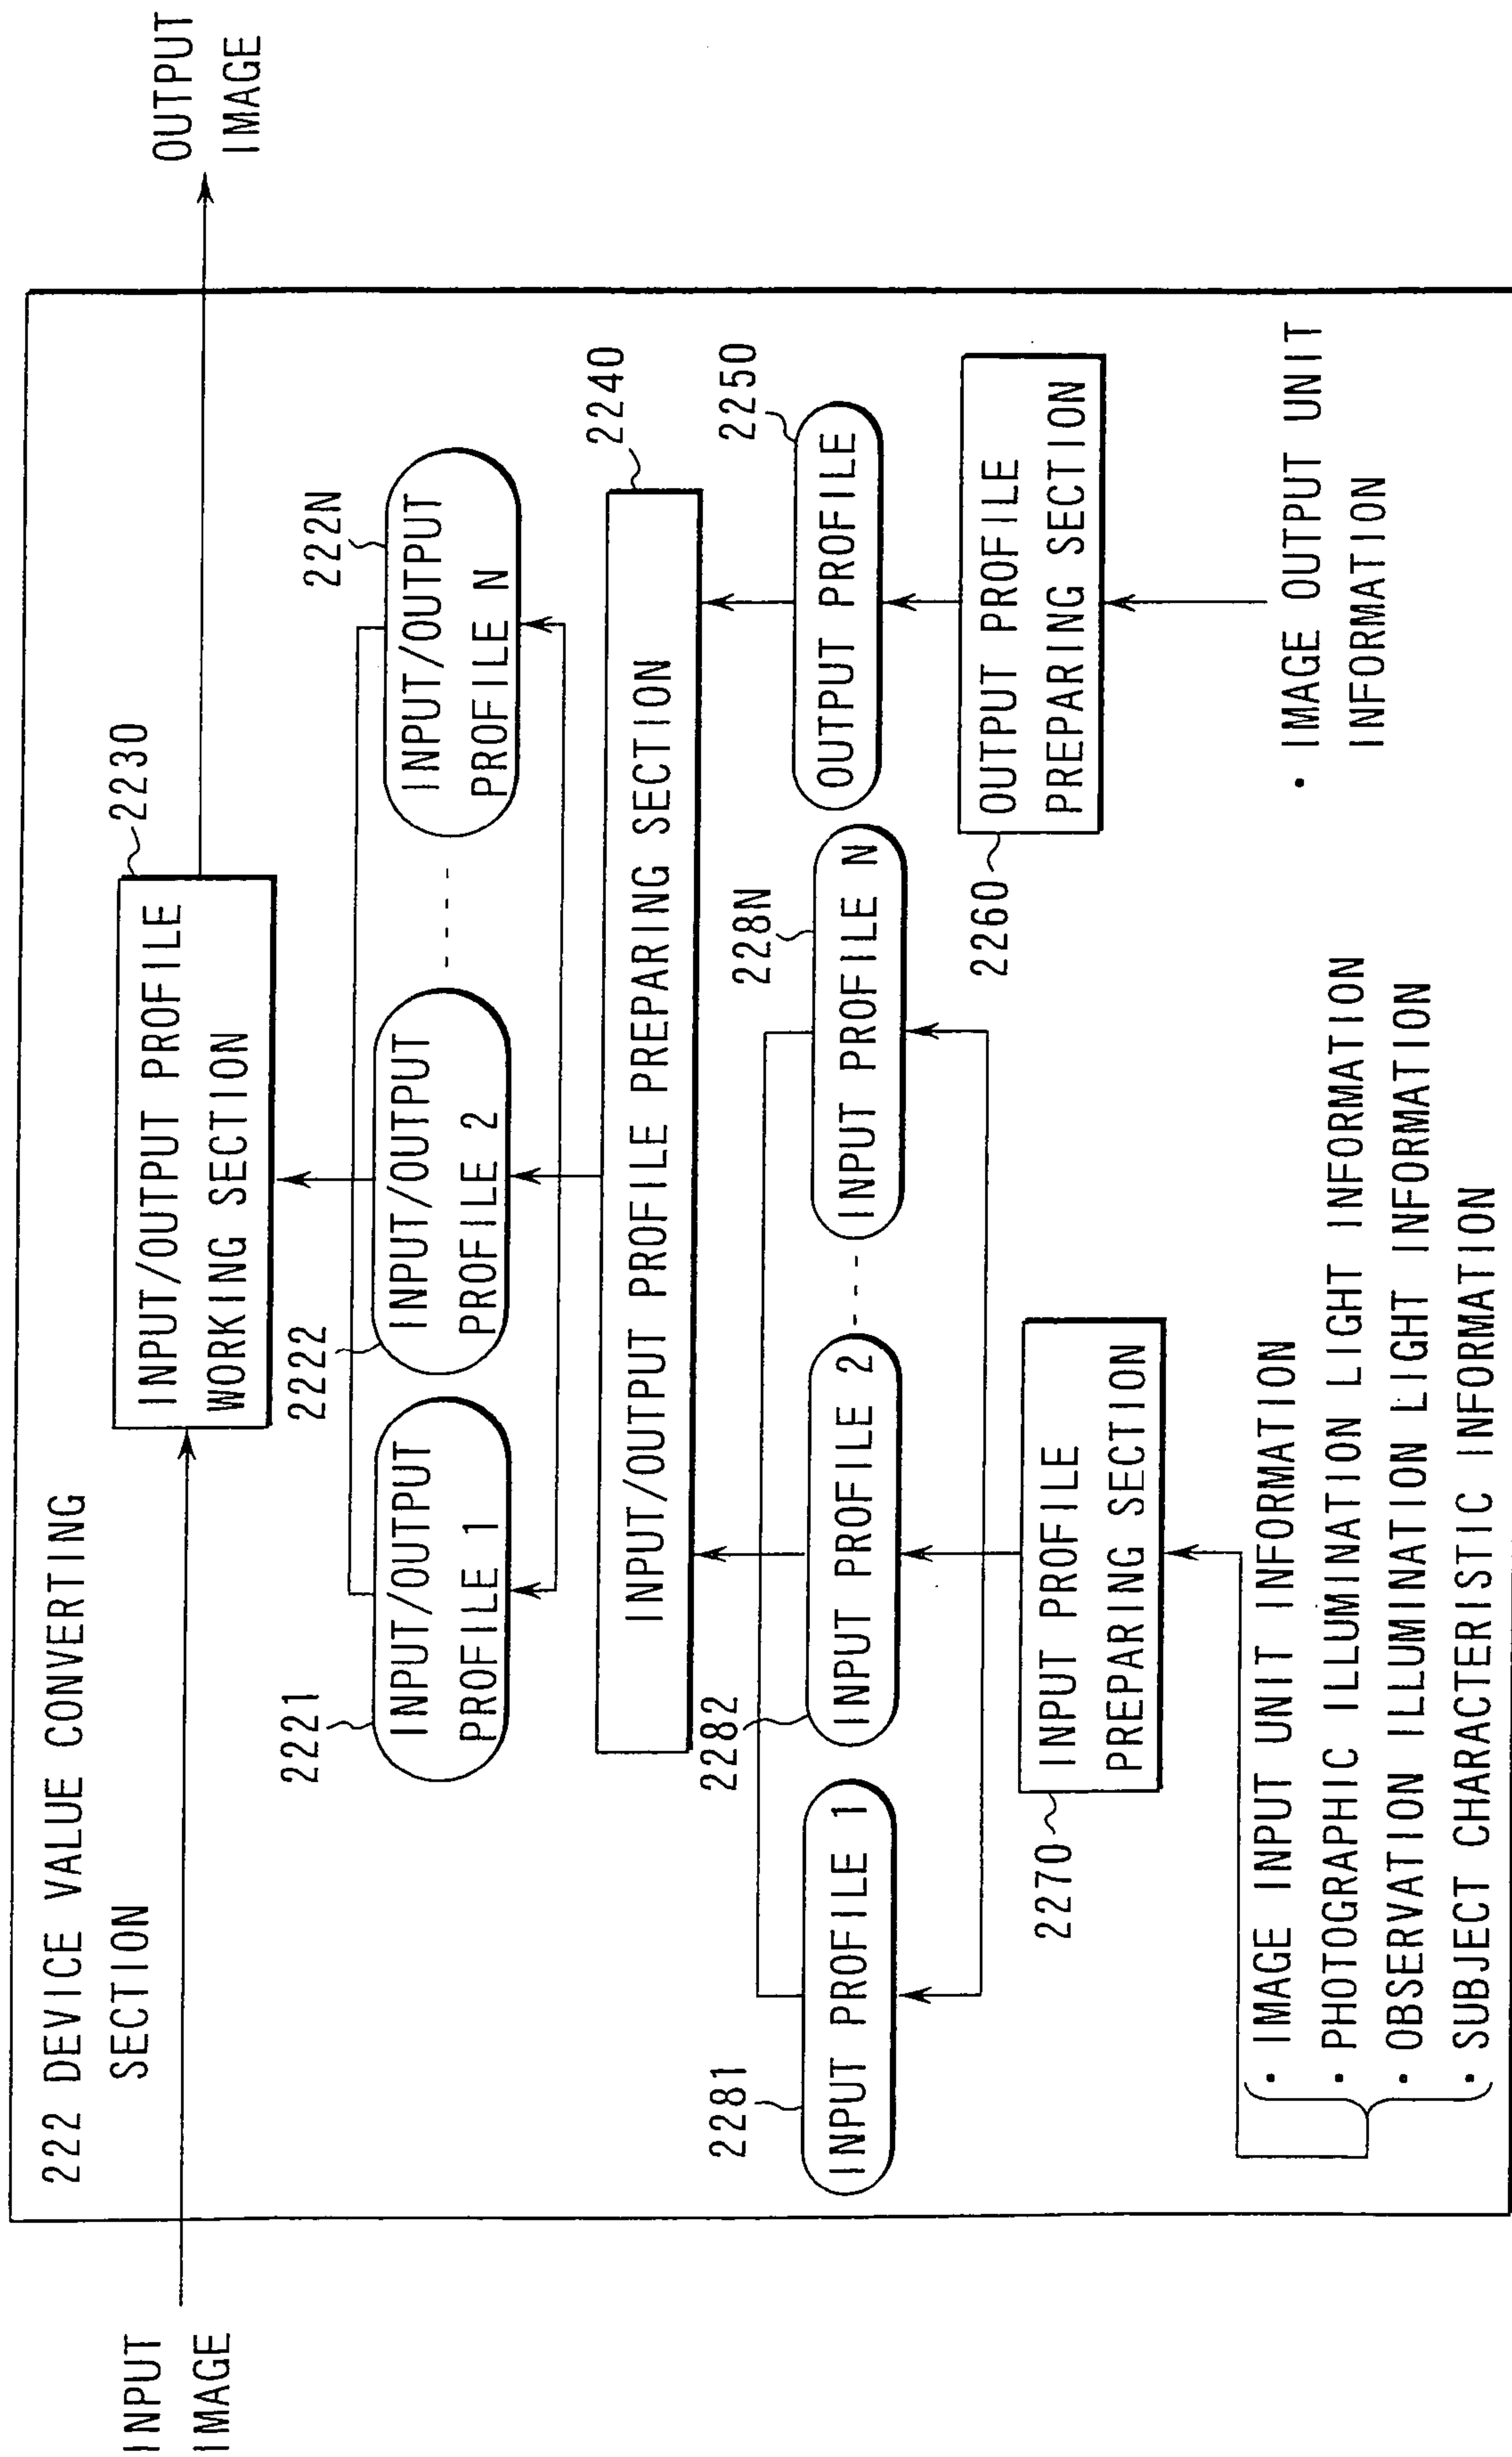 222 DEVICE VALUE CONVERTING
SECTION
INPUT
IMAGE
2230
INPUT/OUTPUT PROFILE
WORKING SECTION
OUTPUT
IMAGE
2221
INPUT/OUTPUT
PROFILE 1
2222
INPUT/OUTPUT
PROFILE 2
222N
INPUT/OUTPUT
PROFILE N
2240
INPUT/OUTPUT PROFILE PREPARING SECTION
2281
INPUT PROFILE 1
2282
INPUT PROFILE 2
228N
INPUT PROFILE N
2250
OUTPUT PROFILE
2270
INPUT PROFILE
PREPARING SECTION
2260
OUTPUT PROFILE
PREPARING SECTION
• IMAGE INPUT UNIT INFORMATION
• PHOTOGRAPHIC ILLUMINATION LIGHT INFORMATION
• OBSERVATION ILLUMINATION LIGHT INFORMATION
• SUBJECT CHARACTERISTIC INFORMATION
• IMAGE OUTPUT UNIT
INFORMATION